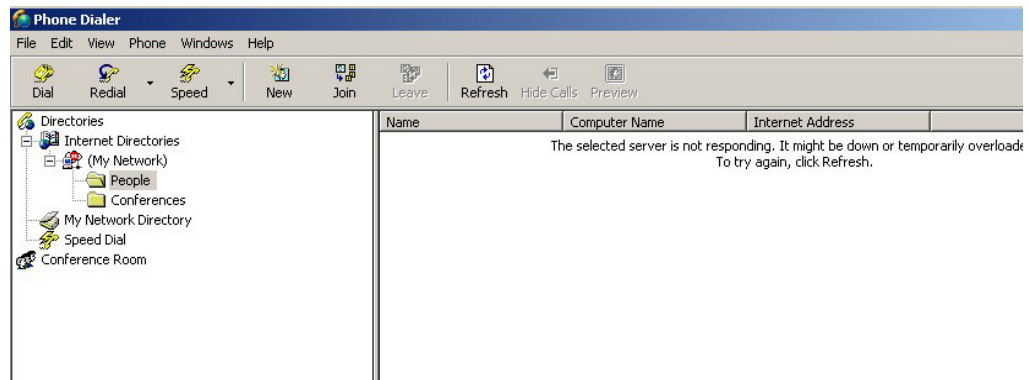 Phone Dialer
File Edit View Phone Windows Help
Dial Redial Speed New Join Leave Refresh Hide Calls Preview
Directories
Internet Directories
(My Network)
People
Conferences
My Network Directory
Speed Dial
Conference Room
Name Computer Name Internet Address
The selected server is not responding. It might be down or temporarily overloade
To try again, click Refresh.